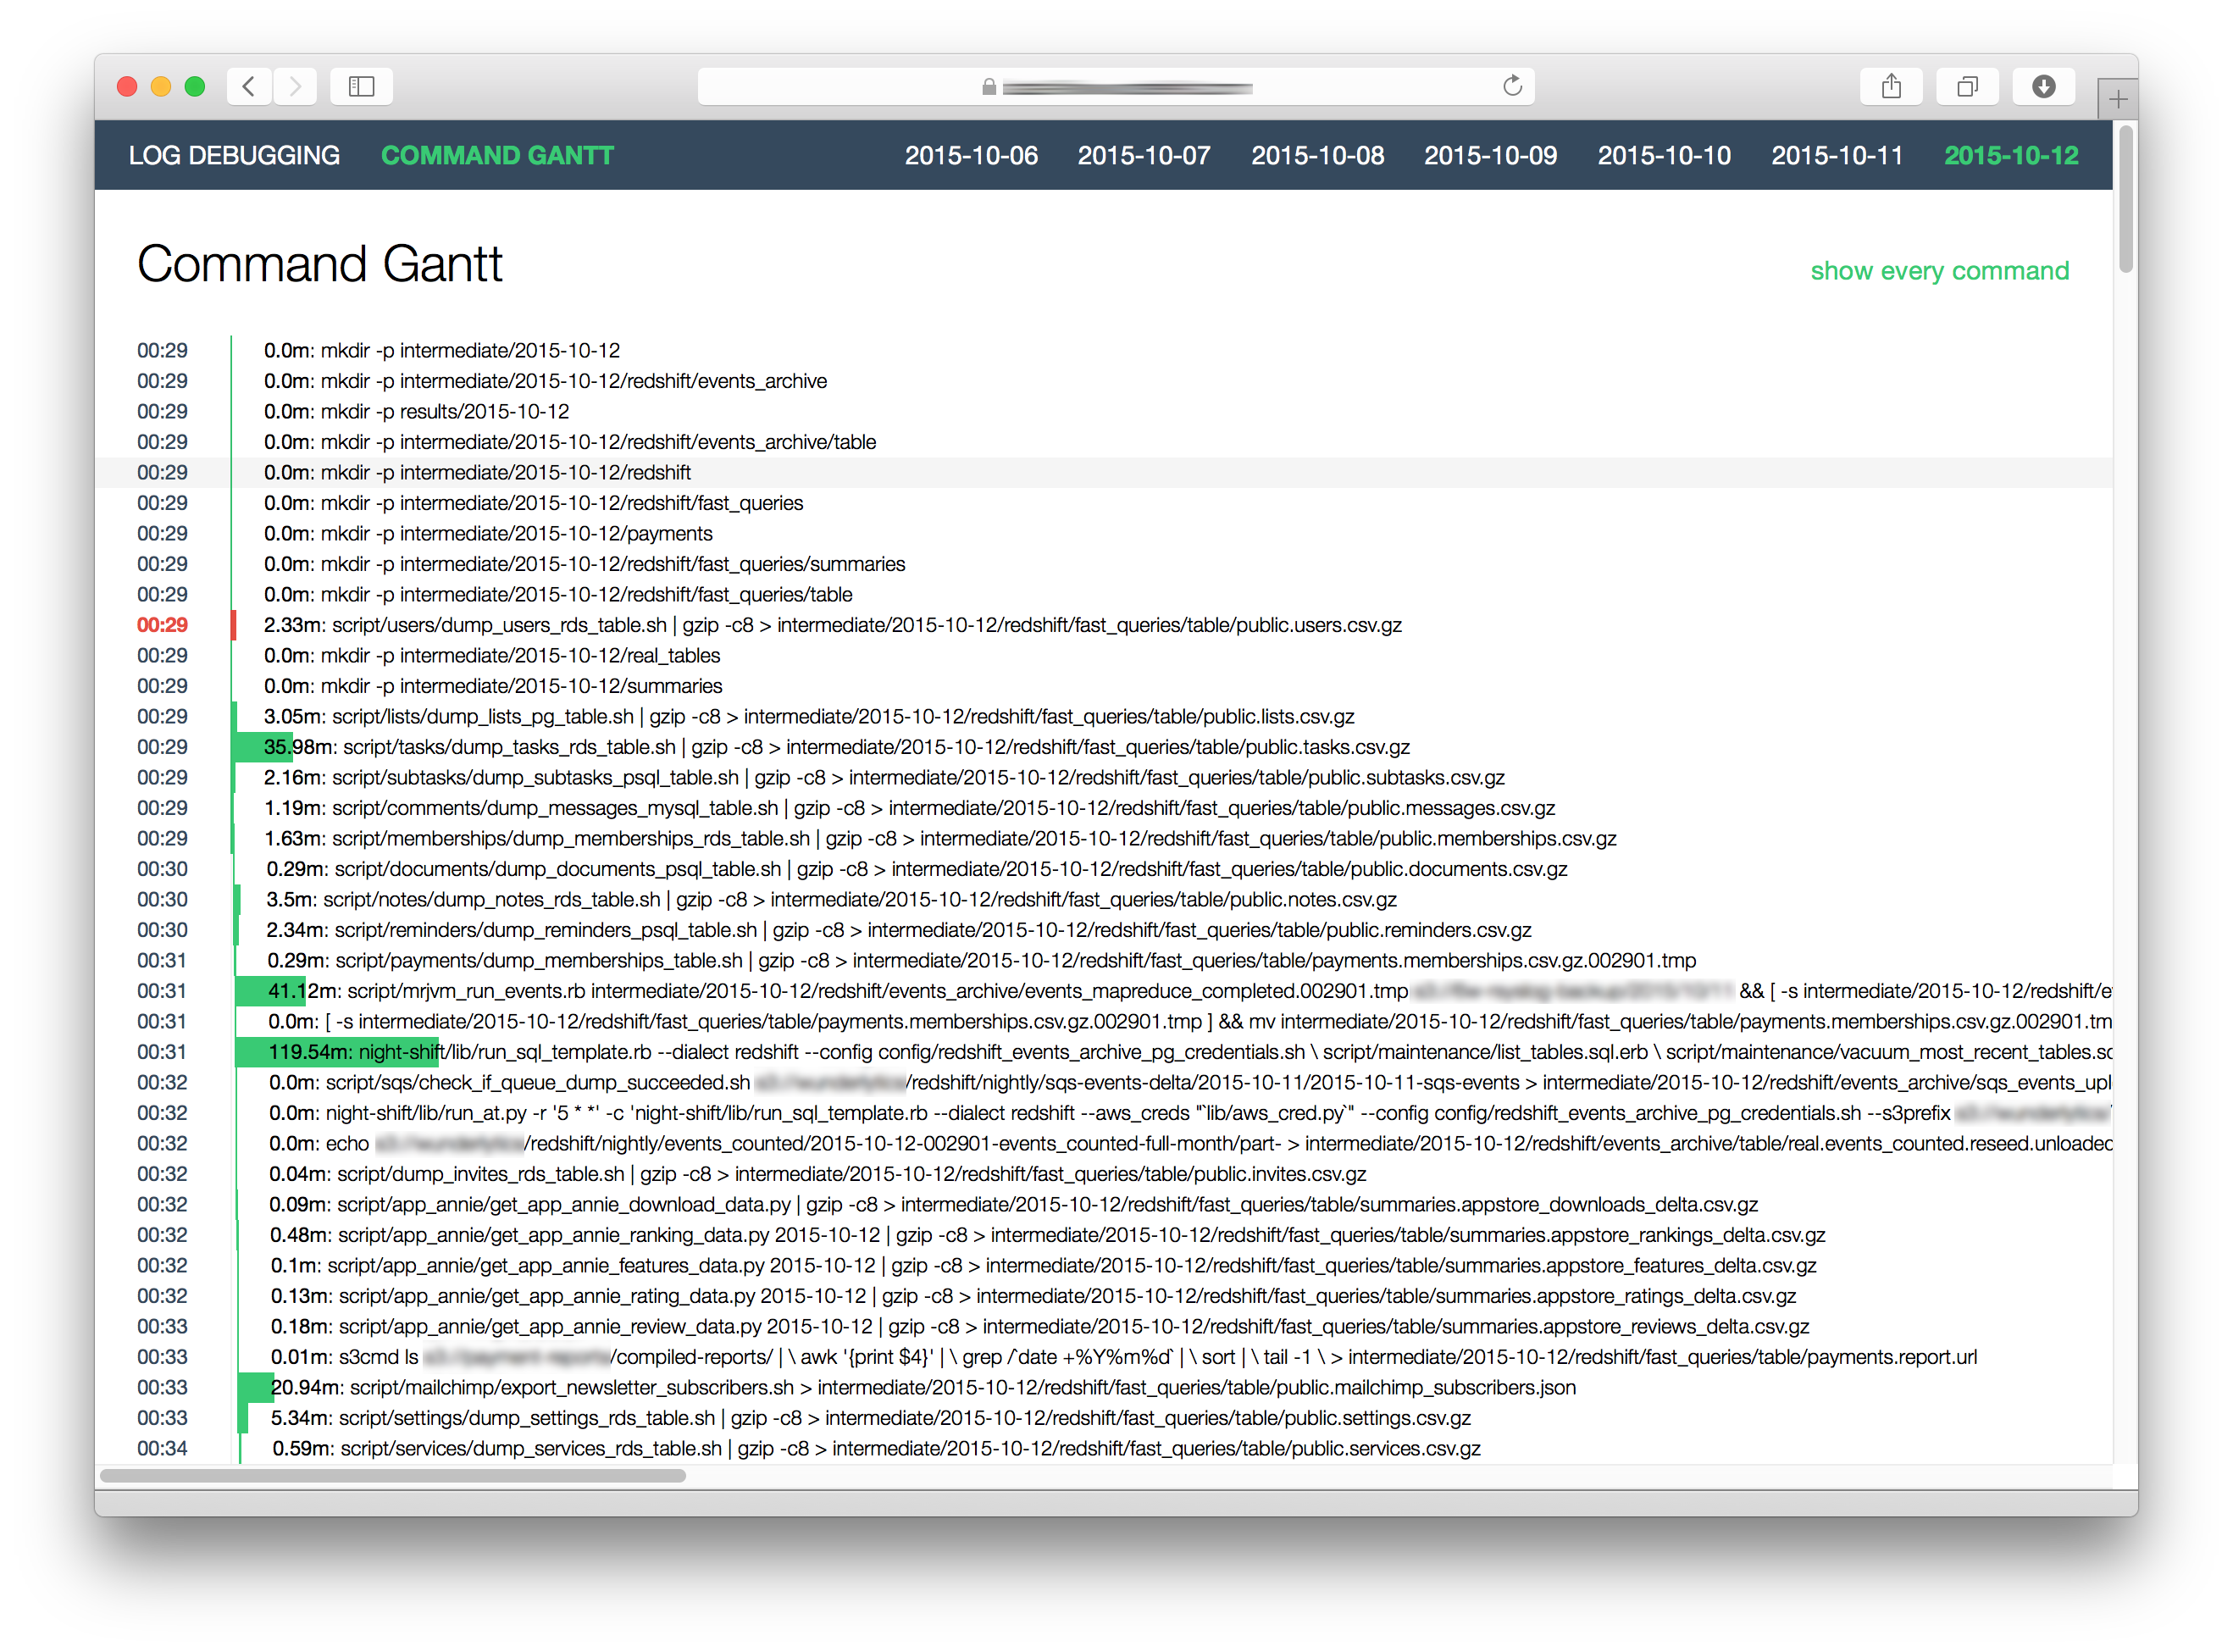 LOG DEBUGGING COMMAND GANTT 2015-10-06 2015-10-07 2015-10-08 2015-10-09 2015-10-10 2015-10-11 2015-10-12
Command Gantt
show every command
00:29 0.0m: mkdir -p intermediate/2015-10-12
00:29 0.0m: mkdir -p intermediate/2015-10-12/redshift/events_archive
00:29 0.0m: mkdir -p results/2015-10-12
00:29 0.0m: mkdir -p intermediate/2015-10-12/redshift/events_archive/table
00:29 0.0m: mkdir -p intermediate/2015-10-12/redshift
00:29 0.0m: mkdir -p intermediate/2015-10-12/redshift/fast_queries
00:29 0.0m: mkdir -p intermediate/2015-10-12/payments
00:29 0.0m: mkdir -p intermediate/2015-10-12/redshift/fast_queries/summaries
00:29 0.0m: mkdir -p intermediate/2015-10-12/redshift/fast_queries/table
00:29 2.33m: script/users/dump_users_rds_table.sh | gzip -c8 > intermediate/2015-10-12/redshift/fast_queries/table/public.users.csv.gz
00:29 0.0m: mkdir -p intermediate/2015-10-12/real_tables
00:29 0.0m: mkdir -p intermediate/2015-10-12/summaries
00:29 3.05m: script/lists/dump_lists_pg_table.sh | gzip -c8 > intermediate/2015-10-12/redshift/fast_queries/table/public.lists.csv.gz
00:29 35.98m: script/tasks/dump_tasks_rds_table.sh | gzip -c8 > intermediate/2015-10-12/redshift/fast_queries/table/public.tasks.csv.gz
00:29 2.16m: script/subtasks/dump_subtasks_psql_table.sh | gzip -c8 > intermediate/2015-10-12/redshift/fast_queries/table/public.subtasks.csv.gz
00:29 1.19m: script/comments/dump_messages_mysql_table.sh | gzip -c8 > intermediate/2015-10-12/redshift/fast_queries/table/public.messages.csv.gz
00:29 1.63m: script/memberships/dump_memberships_rds_table.sh | gzip -c8 > intermediate/2015-10-12/redshift/fast_queries/table/public.memberships.csv.gz
00:30 0.29m: script/documents/dump_documents_psql_table.sh | gzip -c8 > intermediate/2015-10-12/redshift/fast_queries/table/public.documents.csv.gz
00:30 3.5m: script/notes/dump_notes_rds_table.sh | gzip -c8 > intermediate/2015-10-12/redshift/fast_queries/table/public.notes.csv.gz
00:30 2.34m: script/reminders/dump_reminders_psql_table.sh | gzip -c8 > intermediate/2015-10-12/redshift/fast_queries/table/public.reminders.csv.gz
00:31 0.29m: script/payments/dump_memberships_table.sh | gzip -c8 > intermediate/2015-10-12/redshift/fast_queries/table/payments.memberships.csv.gz.002901.tmp
00:31 41.12m: script/mrjvm_run_events.rb intermediate/2015-10-12/redshift/events_archive/events_mapreduce_completed.002901.tmp && [ -s intermediate/2015-10-12/redshift/e
00:31 0.0m: [ -s intermediate/2015-10-12/redshift/fast_queries/table/payments.memberships.csv.gz.002901.tmp ] && mv intermediate/2015-10-12/redshift/fast_queries/table/payments.memberships.csv.gz.002901.tm
00:31 119.54m: night-shift/lib/run_sql_template.rb --dialect redshift --config config/redshift_events_archive_pg_credentials.sh \ script/maintenance/list_tables.sql.erb \ script/maintenance/vacuum_most_recent_tables.sc
00:32 0.0m: script/sqs/check_if_queue_dump_succeeded.sh /redshift/nightly/sqs-events-delta/2015-10-11/2015-10-11-sqs-events > intermediate/2015-10-12/redshift/events_archive/sqs_events_upl
00:32 0.0m: night-shift/lib/run_at.py -r '5 * *' -c 'night-shift/lib/run_sql_template.rb --dialect redshift --aws_creds "`lib/aws_cred.py`" --config config/redshift_events_archive_pg_credentials.sh --s3prefix
00:32 0.0m: echo /redshift/nightly/events_counted/2015-10-12-002901-events_counted-full-month/part- > intermediate/2015-10-12/redshift/events_archive/table/real.events_counted.reseed.unloaded
00:32 0.04m: script/dump_invites_rds_table.sh | gzip -c8 > intermediate/2015-10-12/redshift/fast_queries/table/public.invites.csv.gz
00:32 0.09m: script/app_annie/get_app_annie_download_data.py | gzip -c8 > intermediate/2015-10-12/redshift/fast_queries/table/summaries.appstore_downloads_delta.csv.gz
00:32 0.48m: script/app_annie/get_app_annie_ranking_data.py 2015-10-12 | gzip -c8 > intermediate/2015-10-12/redshift/fast_queries/table/summaries.appstore_rankings_delta.csv.gz
00:32 0.1m: script/app_annie/get_app_annie_features_data.py 2015-10-12 | gzip -c8 > intermediate/2015-10-12/redshift/fast_queries/table/summaries.appstore_features_delta.csv.gz
00:32 0.13m: script/app_annie/get_app_annie_rating_data.py 2015-10-12 | gzip -c8 > intermediate/2015-10-12/redshift/fast_queries/table/summaries.appstore_ratings_delta.csv.gz
00:33 0.18m: script/app_annie/get_app_annie_review_data.py 2015-10-12 | gzip -c8 > intermediate/2015-10-12/redshift/fast_queries/table/summaries.appstore_reviews_delta.csv.gz
00:33 0.01m: s3cmd ls /compiled-reports/ | \ awk '{print $4}' | \ grep /`date +%Y%m%d` | \ sort | \ tail -1 \ > intermediate/2015-10-12/redshift/fast_queries/table/payments.report.url
00:33 20.94m: script/mailchimp/export_newsletter_subscribers.sh > intermediate/2015-10-12/redshift/fast_queries/table/public.mailchimp_subscribers.json
00:33 5.34m: script/settings/dump_settings_rds_table.sh | gzip -c8 > intermediate/2015-10-12/redshift/fast_queries/table/public.settings.csv.gz
00:34 0.59m: script/services/dump_services_rds_table.sh | gzip -c8 > intermediate/2015-10-12/redshift/fast_queries/table/public.services.csv.gz